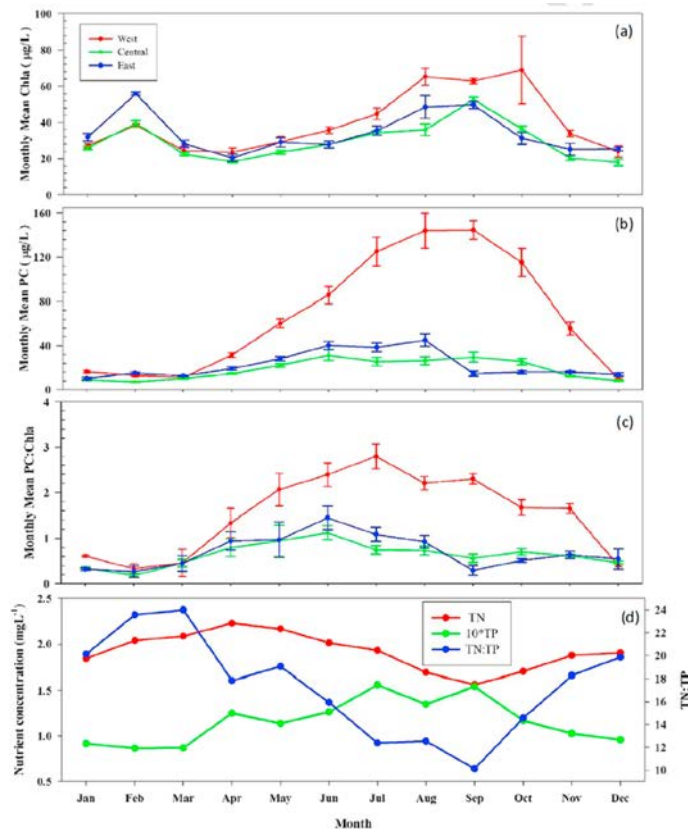 (a)
West
Central
East
Monthly Mean Chla ( µg/L )
100
80
60
40
20
0
(b)
Monthly Mean PC ( µg/L )
160
120
80
40
0
(c)
Monthly Mean PC:Chla
4
3
2
1
0
(d)
TN
10*TP
TN:TP
Nutrient concentration (mgL⁻¹)
2.5
2.0
1.5
1.0
0.5
24
22
20
18
16
14
12
10
TN:TP
Jan Feb Mar Apr May Jun Jul Aug Sep Oct Nov Dec
Month